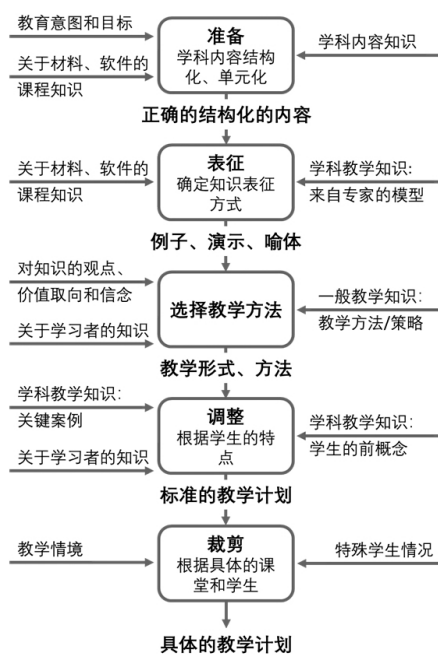 教育意图和目标
关于材料、软件的
课程知识
准备
学科内容结构
化、单元化
学科内容知识
正确的结构化的内容
关于材料、软件的
课程知识
表征
确定知识表征
方式
学科教学知识：
来自专家的模型
例子、演示、喻体
对知识的观点、
价值取向和信念
关于学习者的知识
选择教学方法
一般教学知识：
教学方法/策略
教学形式、方法
学科教学知识：
关键案例
关于学习者的知识
调整
根据学生的特
点
学科教学知识：
学生的前概念
标准的教学计划
教学情境
裁剪
根据具体的课
堂和学生
特殊学生情况
具体的教学计划